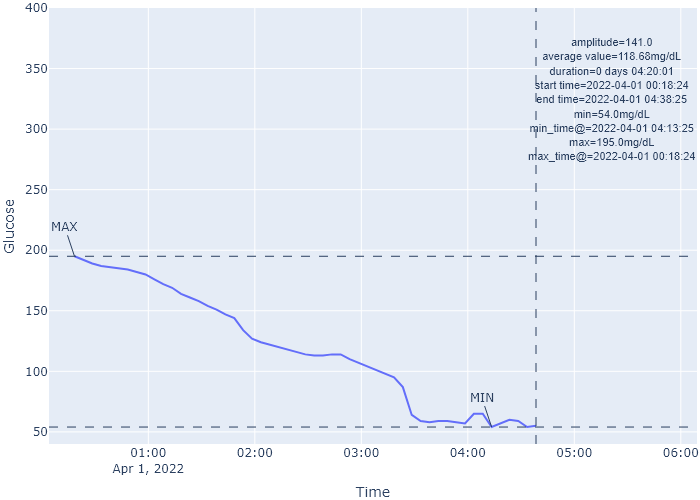 400
350
300
250
200
150
100
50
Glucose
amplitude=141.0
average value=118.68mg/dL
duration=0 days 04:20:01
start time=2022-04-01 00:18:24
end time=2022-04-01 04:38:25
min=54.0mg/dL
min_time@=2022-04-01 04:13:25
max=195.0mg/dL
max_time@=2022-04-01 00:18:24
MAX
MIN
01:00 02:00 03:00 04:00 05:00 06:00
Apr 1, 2022
Time